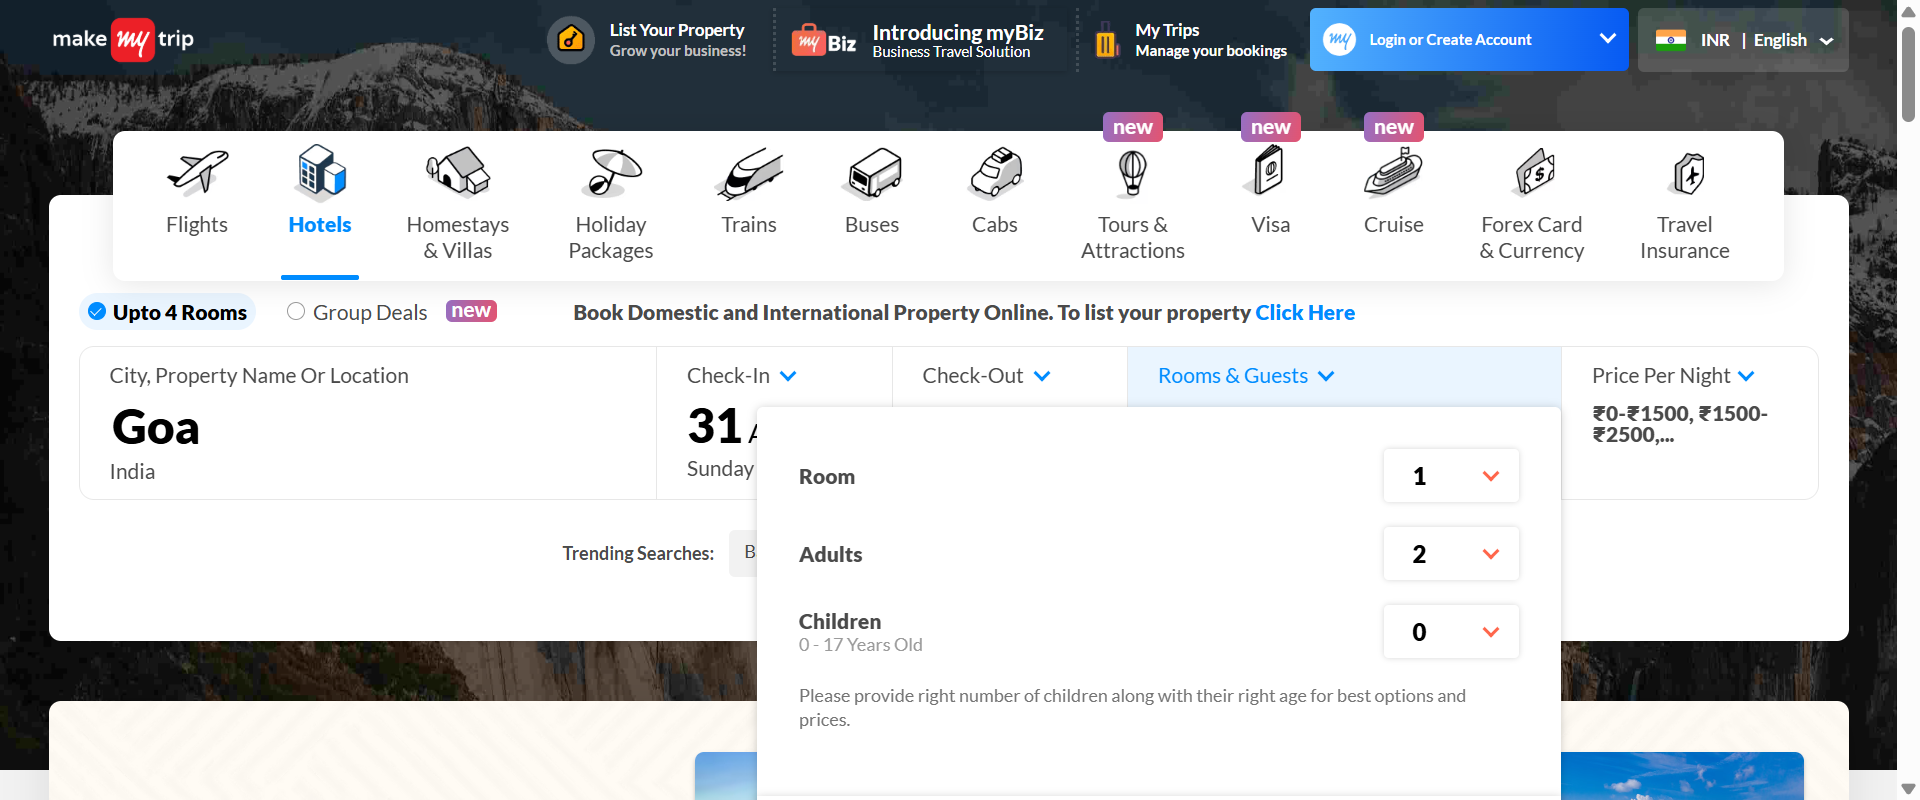 make my trip
List Your Property
Grow your business!
my Biz
Introducing myBiz
Business Travel Solution
My Trips
Manage your bookings
my
Login or Create Account
INR | English
new
new
new
Flights
Hotels
Homestays
& Villas
Holiday
Packages
Trains
Buses
Cabs
Tours &
Attractions
Visa
Cruise
Forex Card
& Currency
Travel
Insurance
Upto 4 Rooms
Group Deals
new
Book Domestic and International Property Online. To list your property Click Here
City, Property Name Or Location
Goa
India
Check-In
31
Sunday
Check-Out
Rooms & Guests
Price Per Night
₹0-₹1500, ₹1500-
₹2500,...
Room
1
Adults
2
Children
0 - 17 Years Old
0
Please provide right number of children along with their right age for best options and
prices.
Trending Searches: